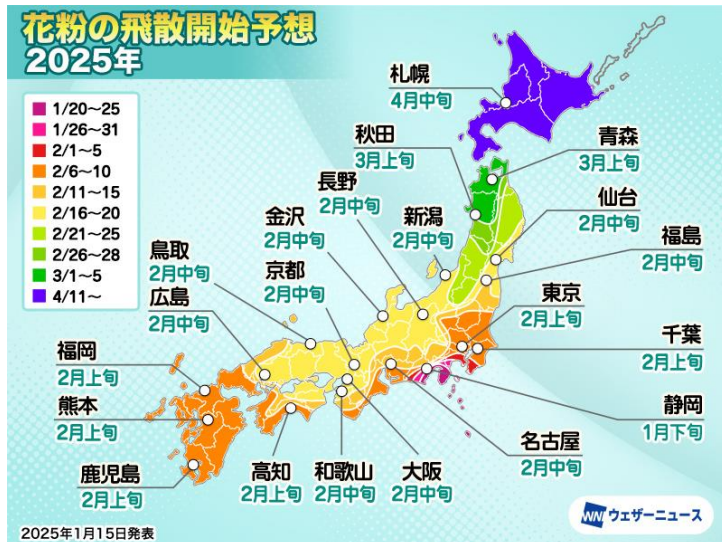 花粉の飛散開始予想
2025年
1/20〜25
1/26〜31
2/1〜5
2/6〜10
2/11〜15
2/16〜20
2/21〜25
2/26〜28
3/1〜5
4/11〜
札幌
4月中旬
秋田
3月上旬
青森
3月上旬
長野
2月中旬
仙台
2月中旬
金沢
2月中旬
新潟
2月中旬
鳥取
2月中旬
京都
2月中旬
福島
2月中旬
広島
2月中旬
東京
2月上旬
千葉
2月上旬
福岡
2月上旬
熊本
2月上旬
静岡
1月下旬
鹿児島
2月上旬
高知
2月上旬
和歌山
2月中旬
大阪
2月中旬
名古屋
2月中旬
WN ウェザーニュース
2025年1月15日発表